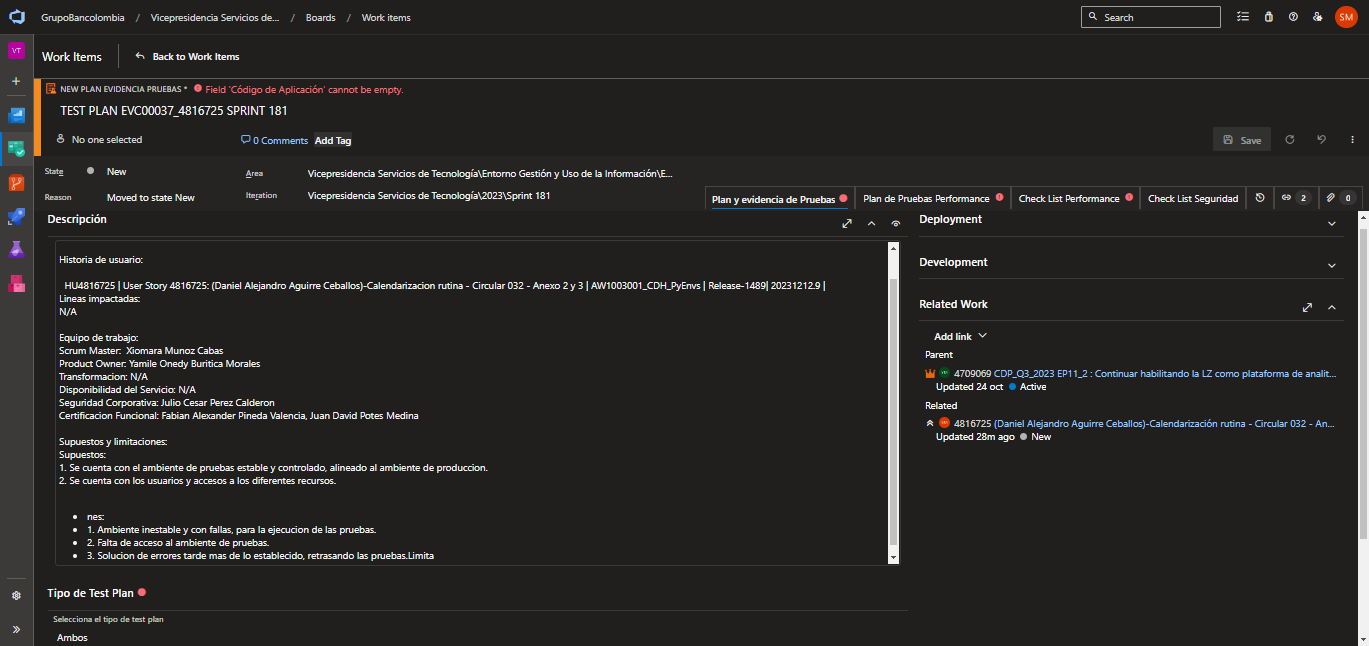 GrupoBancolombia / Vicepresidencia Servicios de... / Boards / Work items
Search
SM
VT
Work Items
Back to Work Items
NEW PLAN EVIDENCIA PRUEBAS * Field 'Código de Aplicación' cannot be empty.
TEST PLAN EVC00037_4816725 SPRINT 181
No one selected
0 Comments
Add Tag
Save
State
New
Area
Vicepresidencia Servicios de Tecnología\Entorno Gestión y Uso de la Información\E...
Reason
Moved to state New
Iteration
Vicepresidencia Servicios de Tecnología\2023\Sprint 181
Plan y evidencia de Pruebas
Plan de Pruebas Performance
Check List Performance
Check List Seguridad
2
0
Descripción
Historia de usuario:
HU4816725 | User Story 4816725: (Daniel Alejandro Aguirre Ceballos)-Calendarizacion rutina - Circular 032 - Anexo 2 y 3 | AW1003001_CDH_PyEnvs | Release-1489| 20231212.9 |
Lineas impactadas:
N/A
Equipo de trabajo:
Scrum Master:  Xiomara Munoz Cabas
Product Owner: Yamile Onedy Buritica Morales
Transformacion: N/A
Disponibilidad del Servicio: N/A
Seguridad Corporativa: Julio Cesar Perez Calderon
Certificacion Funcional: Fabian Alexander Pineda Valencia, Juan David Potes Medina
Supuestos y limitaciones:
Supuestos:
1. Se cuenta con el ambiente de pruebas estable y controlado, alineado al ambiente de produccion.
2. Se cuenta con los usuarios y accesos a los diferentes recursos.
• nes:
• 1. Ambiente inestable y con fallas, para la ejecucion de las pruebas.
• 2. Falta de acceso al ambiente de pruebas.
• 3. Solucion de errores tarde mas de lo establecido, retrasando las pruebas.Limita
Tipo de Test Plan
Selecciona el tipo de test plan
Ambos
Deployment
Development
Related Work
Add link
Parent
4709069 CDP_Q3_2023 EP11_2 : Continuar habilitando la LZ como plataforma de analit...
Updated 24 oct Active
Related
4816725 (Daniel Alejandro Aguirre Ceballos)-Calendarización rutina - Circular 032 - An...
Updated 28m ago New